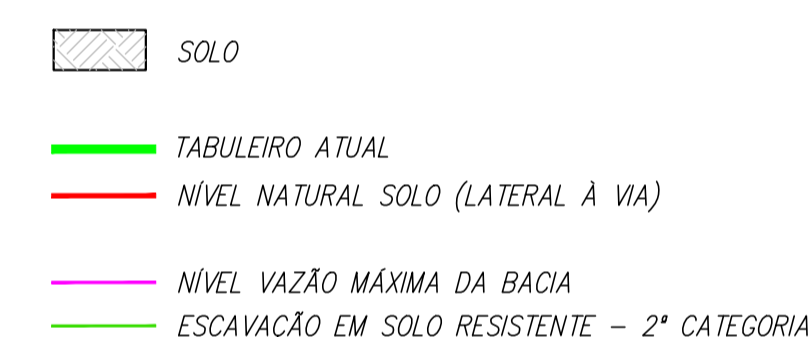 SOLO
TABULEIRO ATUAL
NÍVEL NATURAL SOLO (LATERAL À VIA)
NÍVEL VAZÃO MÁXIMA DA BACIA
ESCAVAÇÃO EM SOLO RESISTENTE – 2ª CATEGORIA